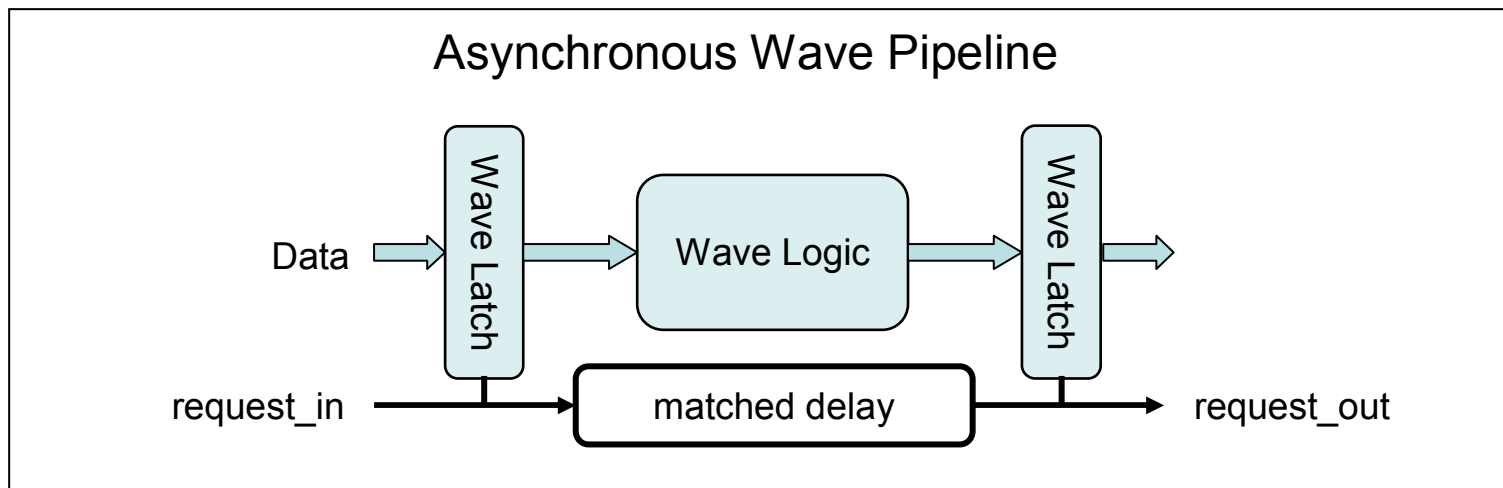 Asynchronous Wave Pipeline
Data
Wave Latch
Wave Logic
Wave Latch
request_in
matched delay
request_out